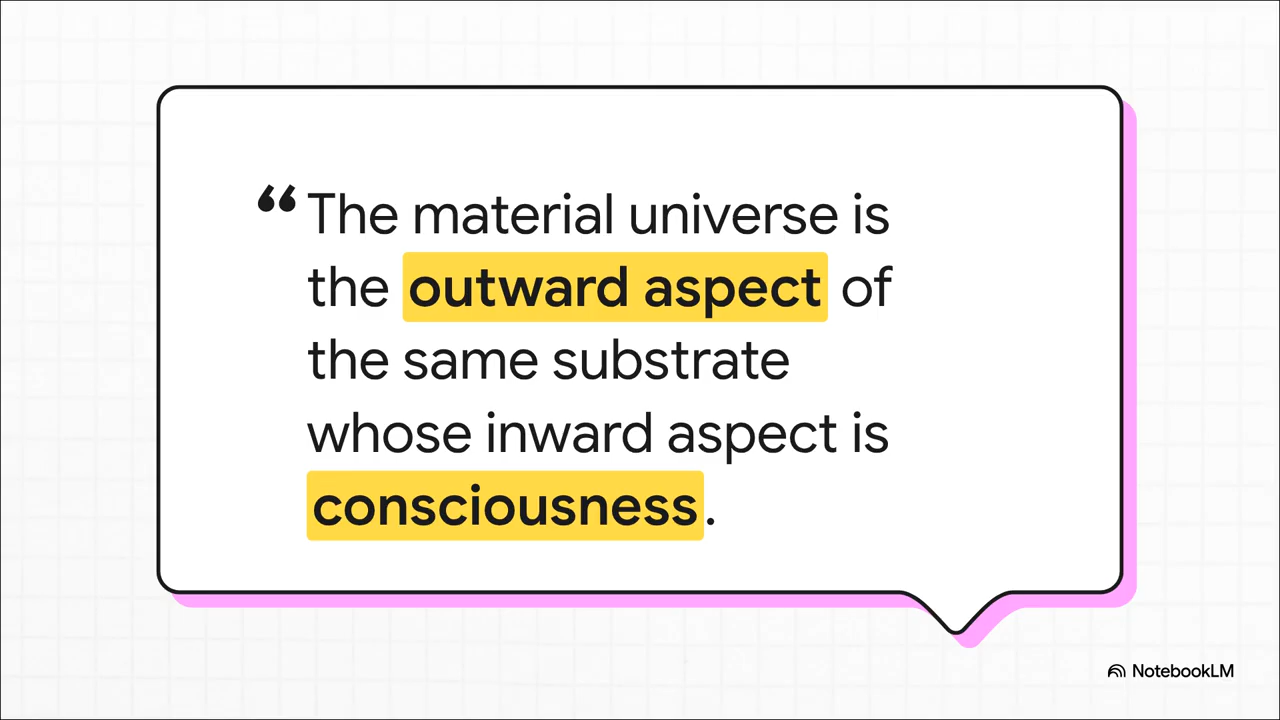 “The material universe is
the outward aspect of
the same substrate
whose inward aspect is
consciousness.
NotebookLM